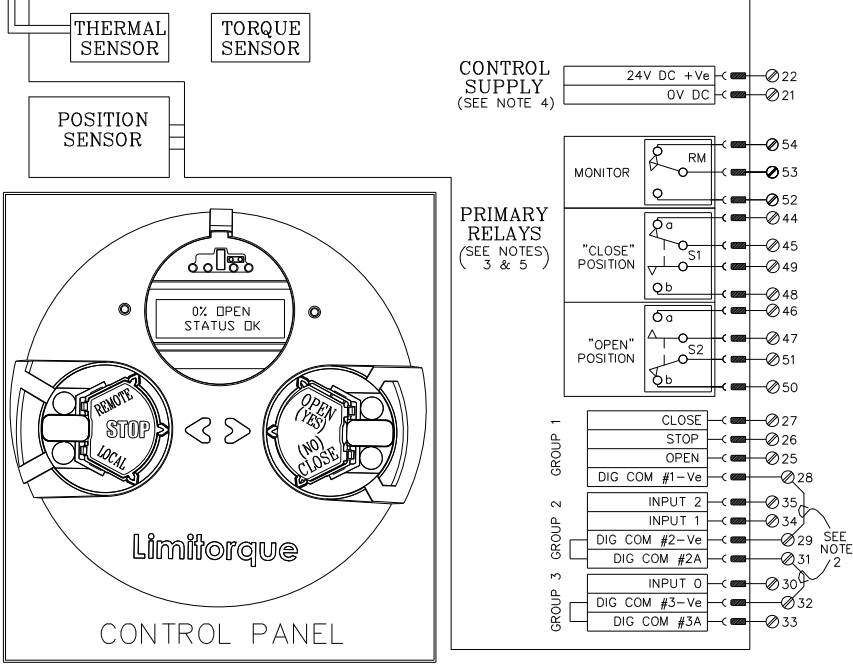 THERMAL
SENSOR
TORQUE
SENSOR
POSITION
SENSOR
CONTROL
SUPPLY
(SEE NOTE 4)
24V DC +Ve
22
0V DC
21
PRIMARY
RELAYS
(SEE NOTES)
3 & 5
MONITOR
RM
54
53
52
"CLOSE"
POSITION
a
S1
b
44
45
49
48
"OPEN"
POSITION
a
S2
b
46
47
51
50
GROUP 1
CLOSE
27
STOP
26
OPEN
25
DIG COM #1-Ve
28
GROUP 2
INPUT 2
35
INPUT 1
34
DIG COM #2-Ve
29
DIG COM #2A
31
GROUP 3
INPUT 0
30
DIG COM #3-Ve
32
DIG COM #3A
33
SEE
NOTE
2
0% OPEN
STATUS OK
REMOTE
STOP
LOCAL
OPEN
(YES)
(NO)
CLOSE
Limitorque
CONTROL PANEL